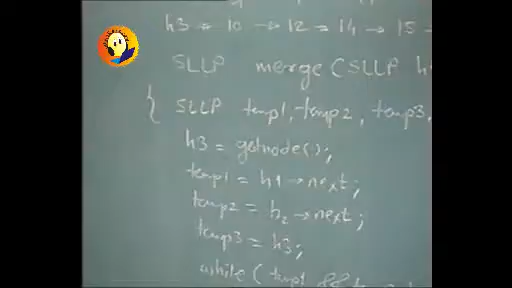 h3 = 10 → 12 → 14 → 15 →
SLLP merge ( SLLP h
{ SLLP temp1, temp2, temp3,
h3 = getnode();
temp1 = h1→next;
temp2 = h2→next;
temp3 = h3;
while ( temp1 &&